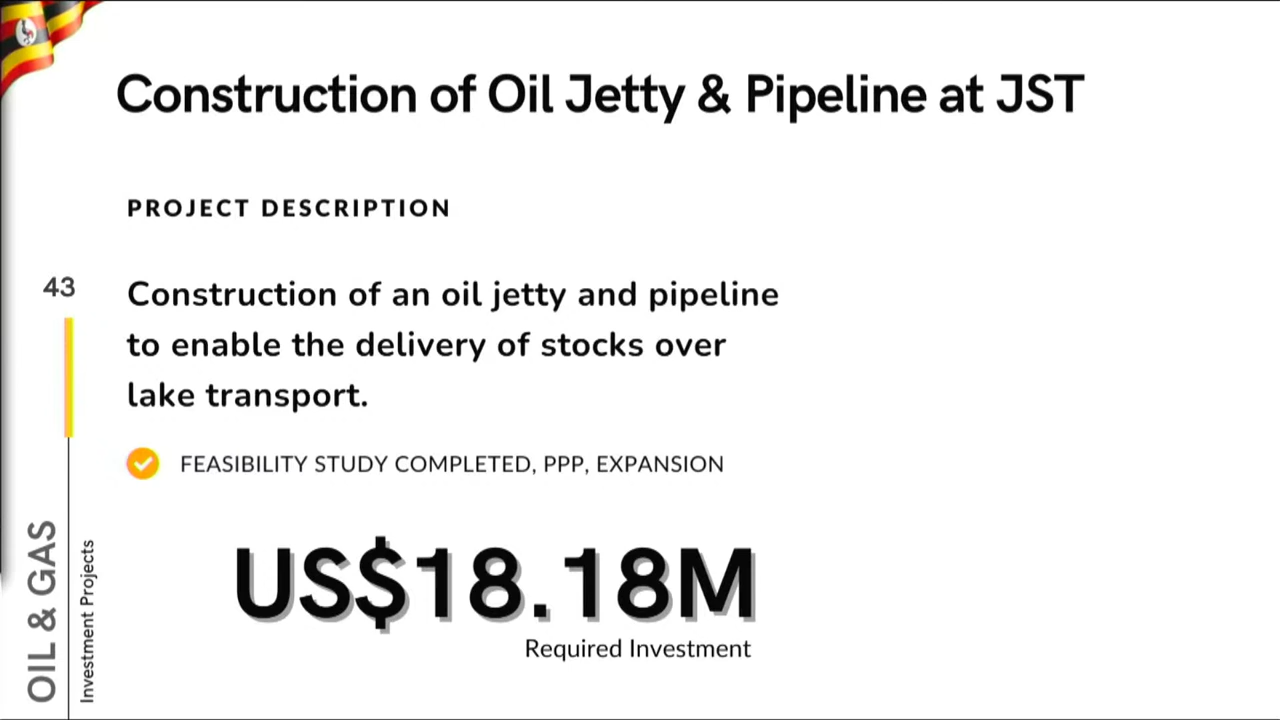 Construction of Oil Jetty & Pipeline at JST
PROJECT DESCRIPTION
43
Construction of an oil jetty and pipeline
to enable the delivery of stocks over
lake transport.
FEASIBILITY STUDY COMPLETED, PPP, EXPANSION
US$18.18M
Required Investment
OIL & GAS
Investment Projects